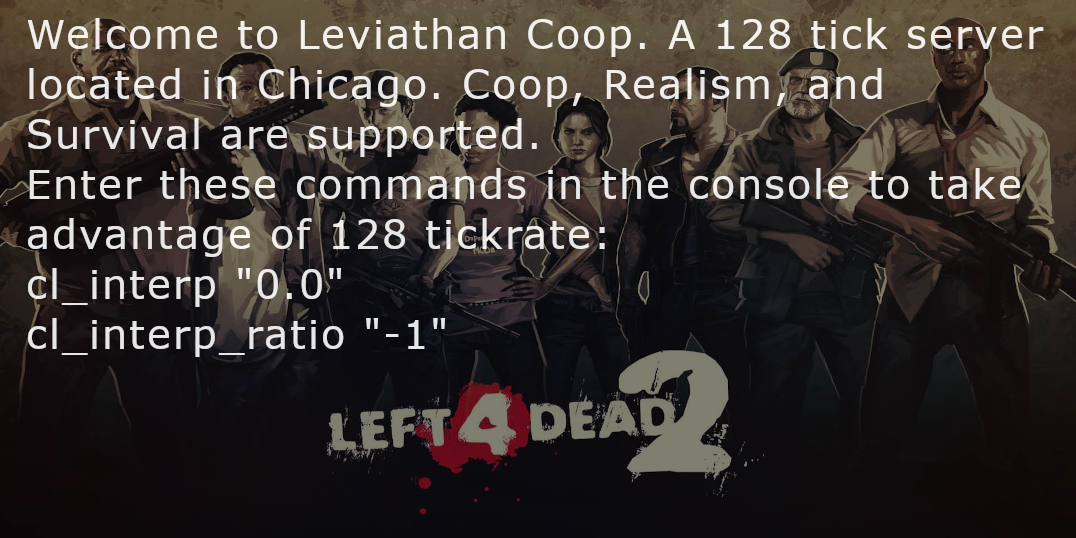 Welcome to Leviathan Coop. A 128 tick server
located in Chicago. Coop, Realism, and
Survival are supported.
Enter these commands in the console to take
advantage of 128 tickrate:
cl_interp "0.0"
cl_interp_ratio "-1"
LEFT 4 DEAD 2